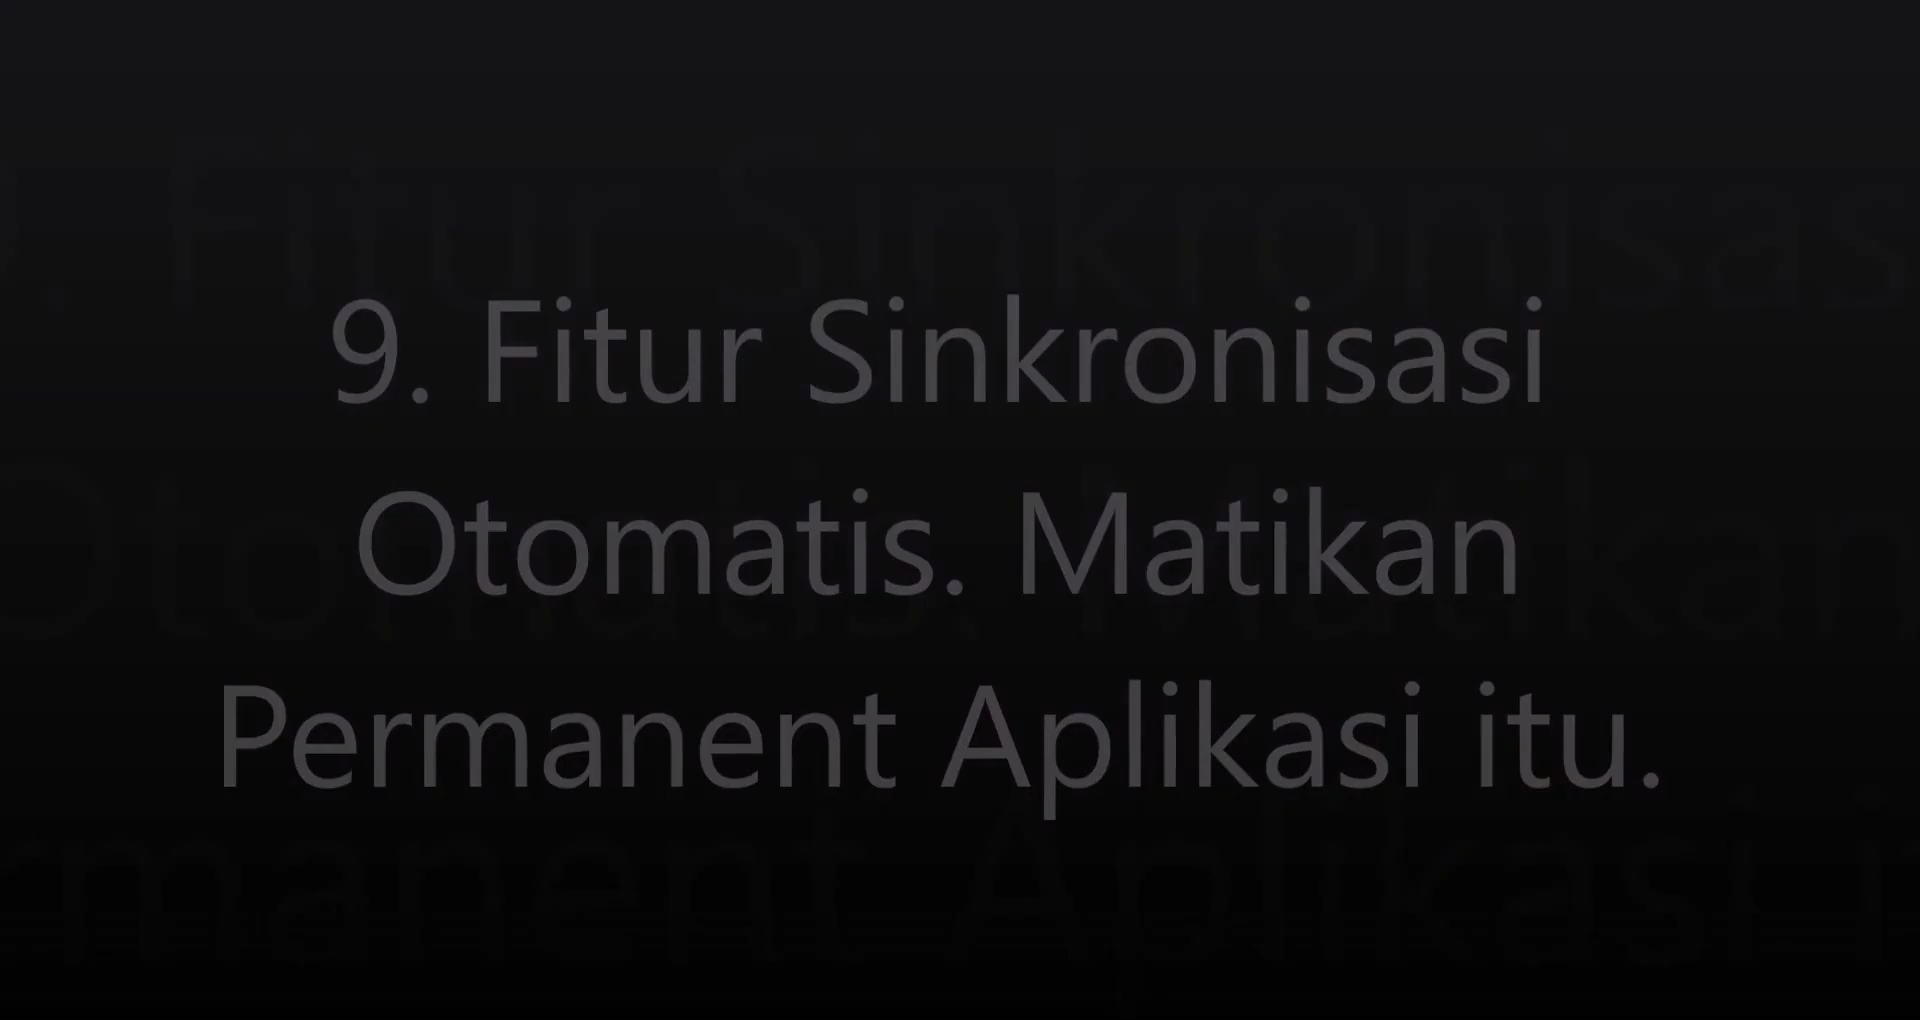 9. Fitur Sinkronisasi
Otomatis. Matikan
Permanent Aplikasi itu.